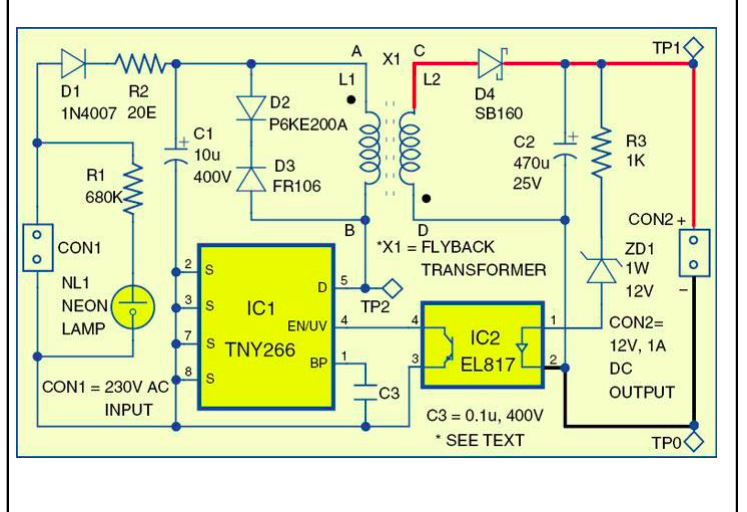 TP1
A
X1
C
L1
L2
D1
1N4007
R2
20E
D2
P6KE200A
D4
SB160
C1
10u
400V
+
D3
FR106
R1
680K
C2
470u
25V
+
R3
1K
B
D
CON2 +
CON1
*X1 = FLYBACK
TRANSFORMER
ZD1
1W
12V
–
NL1
NEON
LAMP
2 S
3 S
7 S
8 S
IC1
TNY266
D 5
EN/UV 4
BP 1
TP2
C3
4
3
IC2
EL817
1
2
CON2=
12V, 1A
DC
OUTPUT
CON1 = 230V AC
INPUT
C3 = 0.1u, 400V
* SEE TEXT
TP0